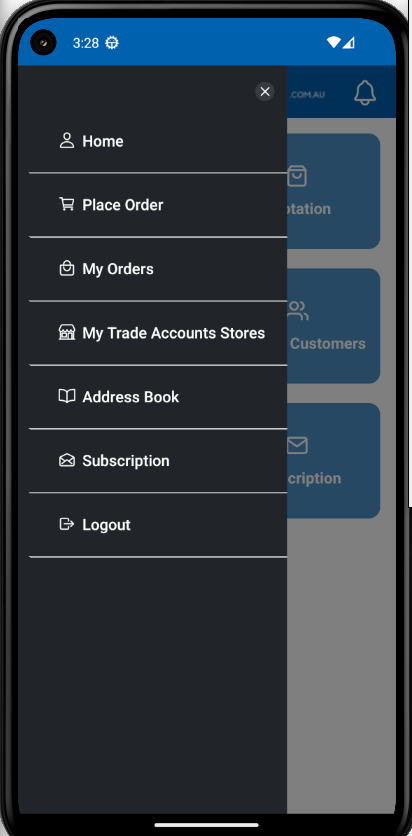 3:28
.COM.AU
Home
Place Order
My Orders
My Trade Accounts Stores
Address Book
Subscription
Logout
tation
Customers
cription